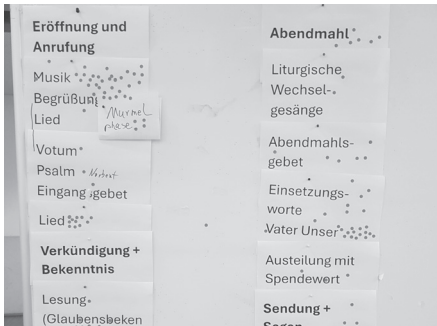 Eröffnung und
Anrufung
Musik
Begrüßung
Lied
Murmel
phase
Votum
Psalm
Eingangsgebet
Lied
Verkündigung +
Bekenntnis
Lesung
(Glaubensbeken
Abendmahl
Liturgische
Wechsel-
gesänge
Abendmahls-
gebet
Einsetzungs-
worte
Vater Unser
Austeilung mit
Spendewort
Sendung +
Segen